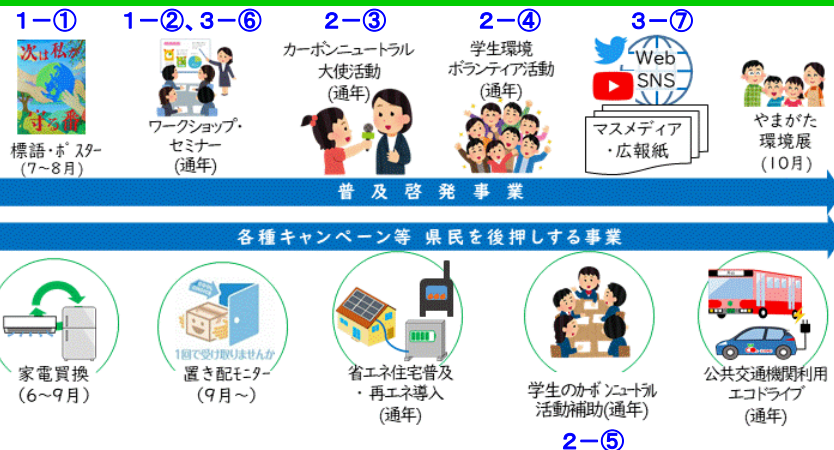 1－①
1－②、3－⑥
2－③
2－④
3－⑦
次は私が
守る番!
標語・ポスター
(7～8月)
ワークショップ・
セミナー
(通年)
カーボンニュートラル
大使活動
(通年)
学生環境
ボランティア活動
(通年)
Web
SNS
マスメディア
・広報紙
やまがた
環境展
(10月)
普及啓発事業
各種キャンペーン等 県民を後押しする事業
家電買換
(6～9月)
1回で受け取りませんか
置き配モニター
(9月～)
省エネ住宅普及
・再エネ導入
(通年)
学生のカーボンニュートラル
活動補助(通年)
2－⑤
公共交通機関利用
エコドライブ
(通年)